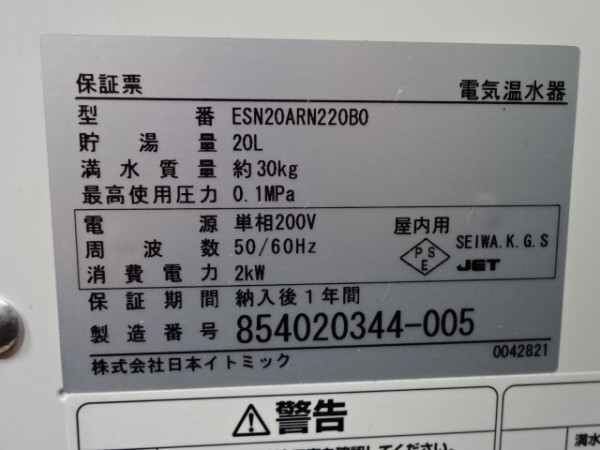 保証票 電気温水器
型番 ESN20ARN220B0
貯湯量 20L
満水質量 約30kg
最高使用圧力 0.1MPa
電源 単相200V 屋内用
周波数 50/60Hz PSE SEIWA.K.G.S
消費電力 2kW JET
保証期間 納入後1年間
製造番号 854020344-005
株式会社日本イトミック 0042821
⚠警告
満水